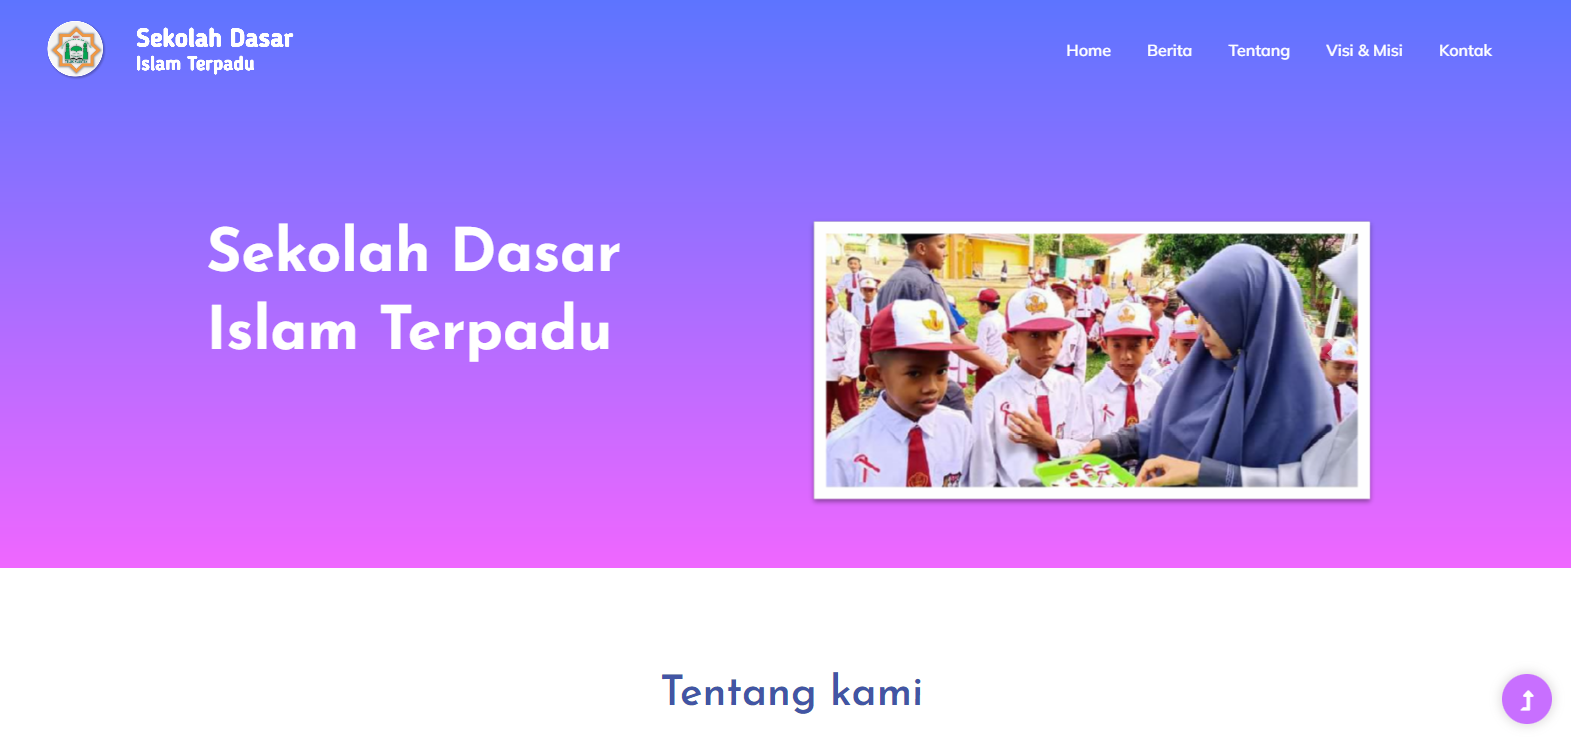 Sekolah Dasar
Islam Terpadu
Home Berita Tentang Visi & Misi Kontak
Sekolah Dasar
Islam Terpadu
Tentang kami